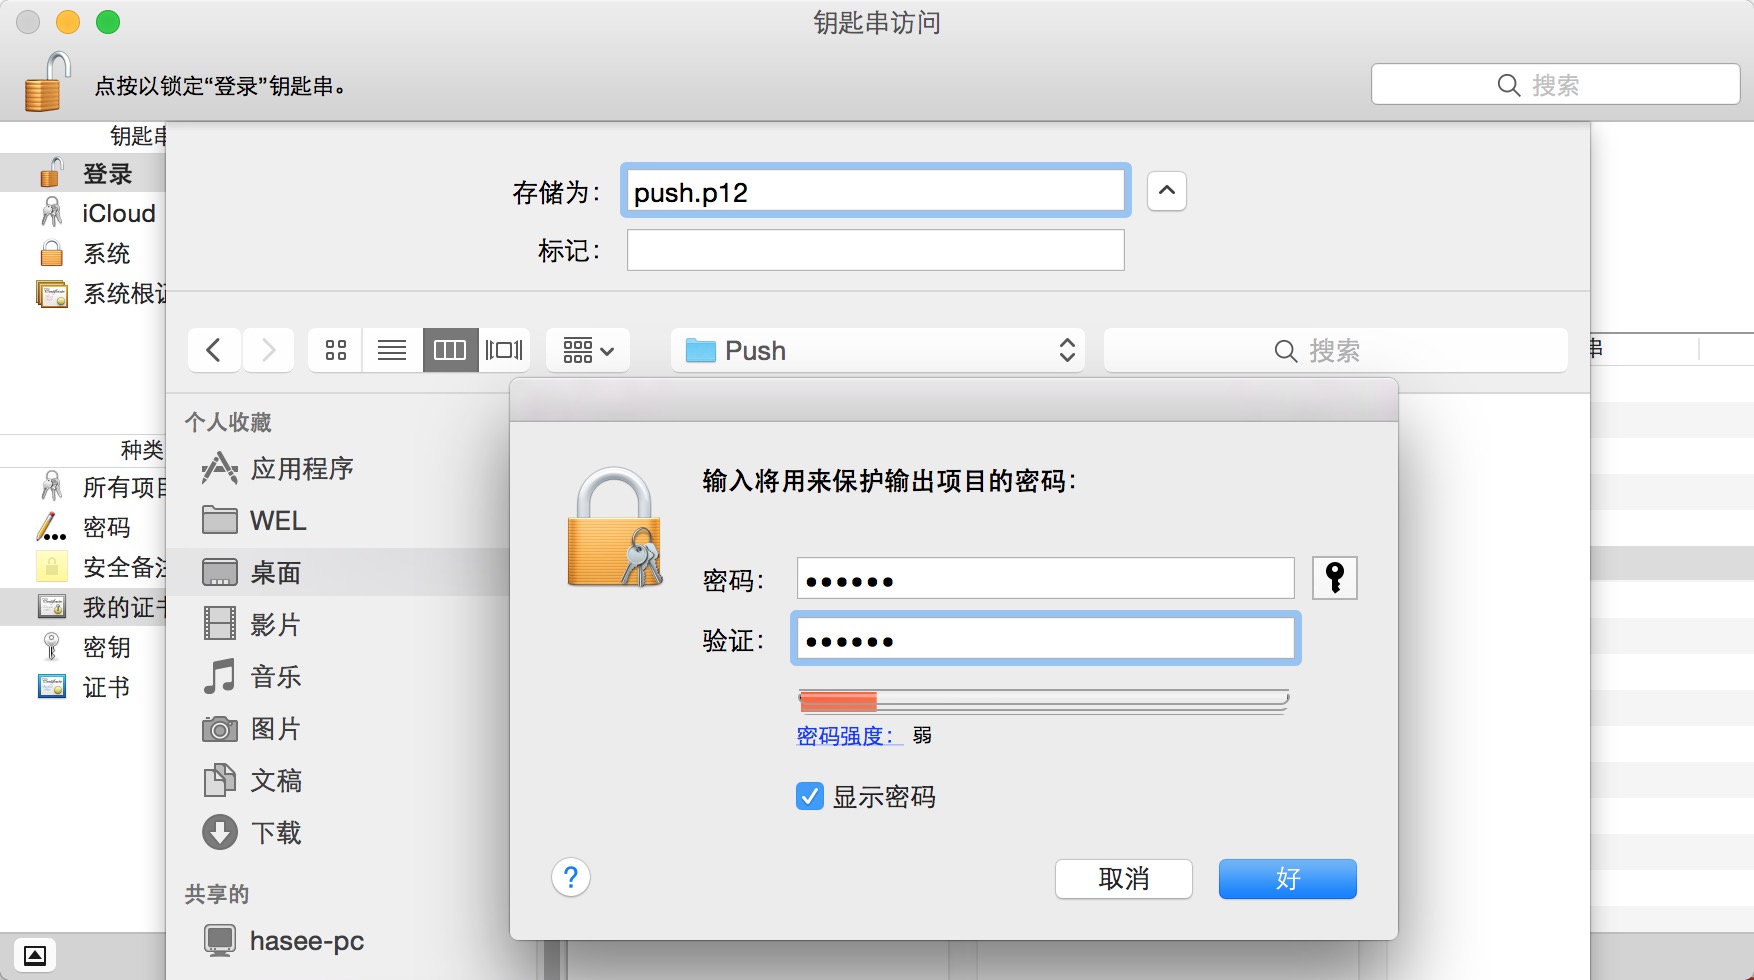 钥匙串访问
点按以锁定“登录”钥匙串。
搜索
钥匙串
登录
iCloud
系统
系统根证
种类
所有项目
密码
安全备注
我的证书
密钥
证书
存储为：
push.p12
标记：
Push
搜索
串
个人收藏
应用程序
WEL
桌面
影片
音乐
图片
文稿
下载
共享的
hasee-pc
输入将用来保护输出项目的密码：
密码：
••••••
验证：
••••••
密码强度： 弱
显示密码
?
取消
好